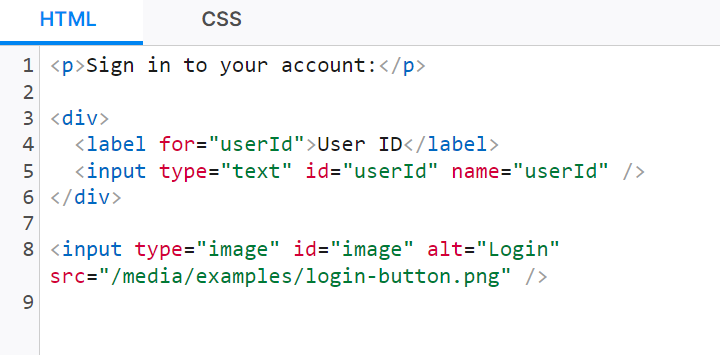 HTML CSS
1 <p>Sign in to your account:</p>
2
3 <div>
4 <label for="userId">User ID</label>
5 <input type="text" id="userId" name="userId" />
6 </div>
7
8 <input type="image" id="image" alt="Login"
src="/media/examples/login-button.png" />
9